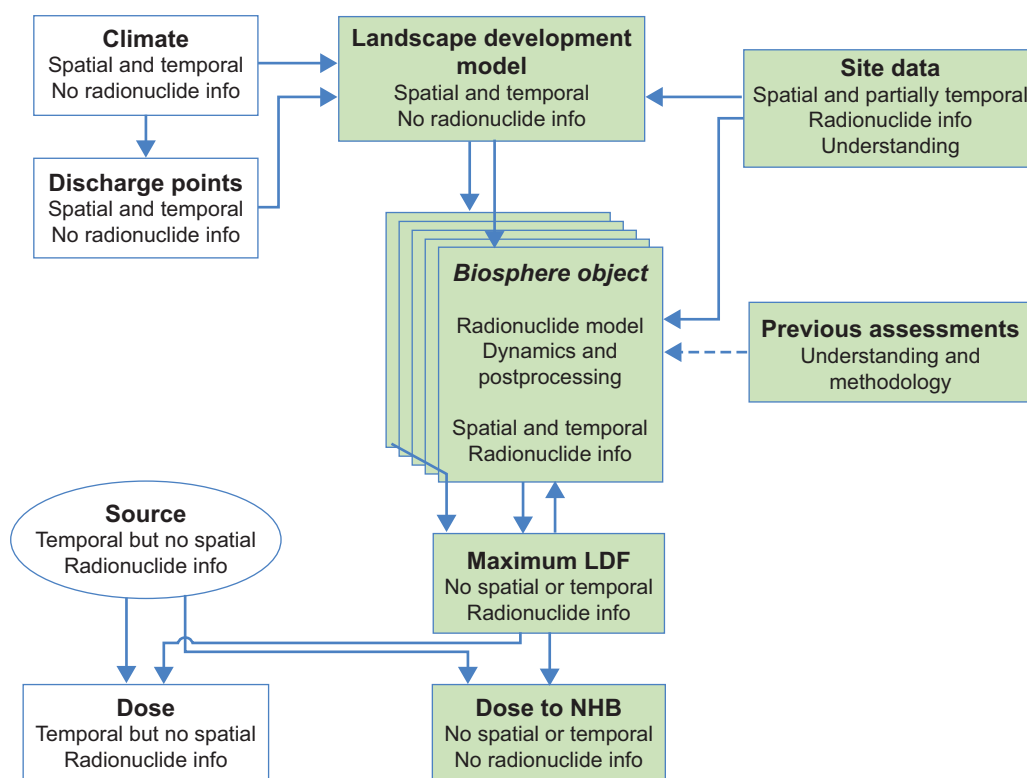 Climate
Spatial and temporal
No radionuclide info
Landscape development
model
Spatial and temporal
No radionuclide info
Site data
Spatial and partially temporal
Radionuclide info
Understanding
Discharge points
Spatial and temporal
No radionuclide info
Biosphere object
Radionuclide model
Dynamics and
postprocessing
Spatial and temporal
Radionuclide info
Previous assessments
Understanding and
methodology
Source
Temporal but no spatial
Radionuclide info
Maximum LDF
No spatial or temporal
Radionuclide info
Dose
Temporal but no spatial
Radionuclide info
Dose to NHB
No spatial or temporal
No radionuclide info